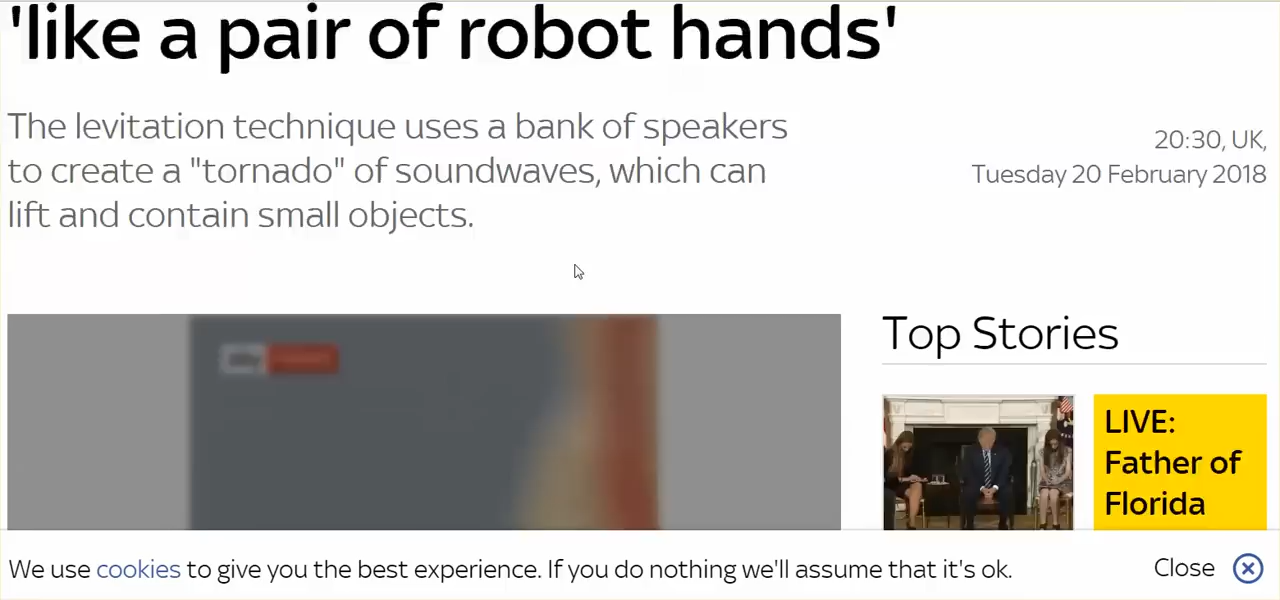 'like a pair of robot hands'
The levitation technique uses a bank of speakers
to create a "tornado" of soundwaves, which can
lift and contain small objects.
20:30, UK,
Tuesday 20 February 2018
Top Stories
LIVE:
Father of
Florida
We use cookies to give you the best experience. If you do nothing we'll assume that it's ok.
Close